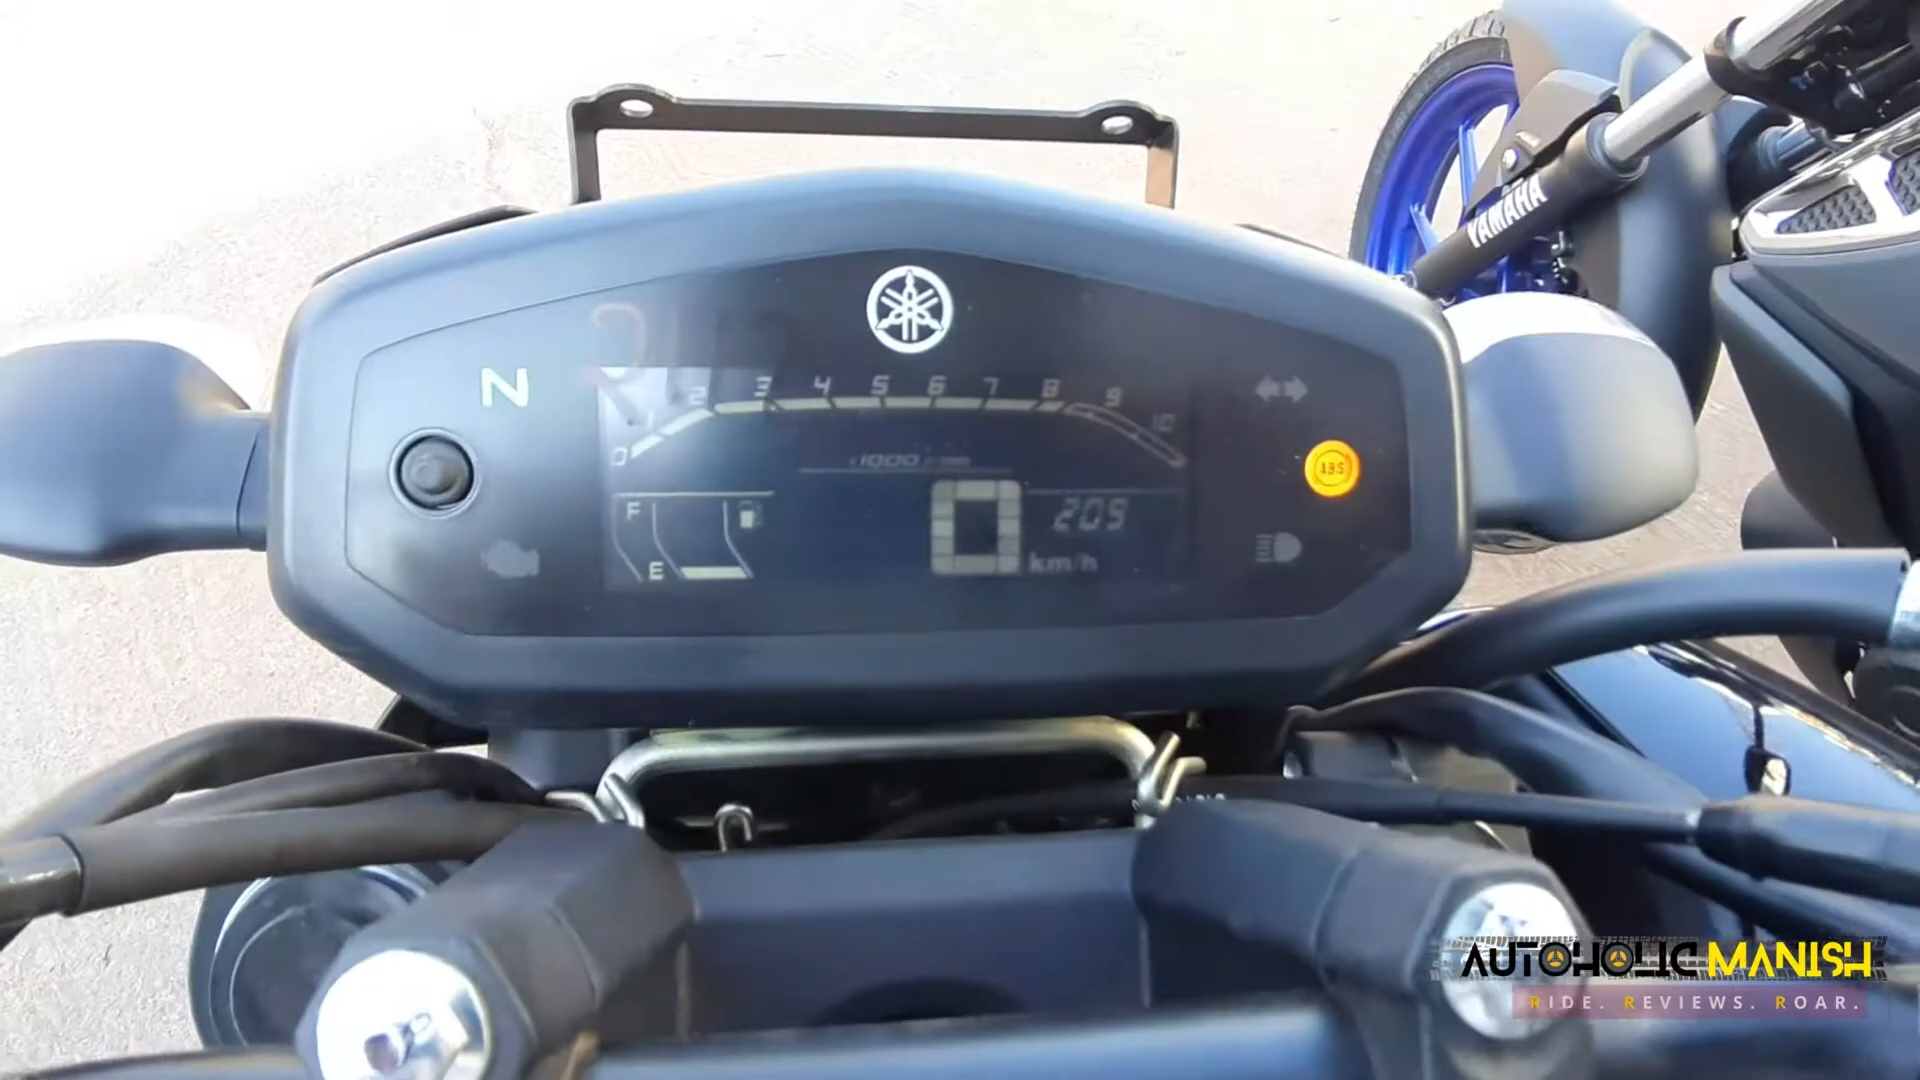 YAMAHA
N
0 1 2 3 4 5 6 7 8 9 10
x1000 r/min
ABS
F
209
E
km/h
0
AUTOHOLIC MANISH
RIDE. REVIEWS. ROAR.